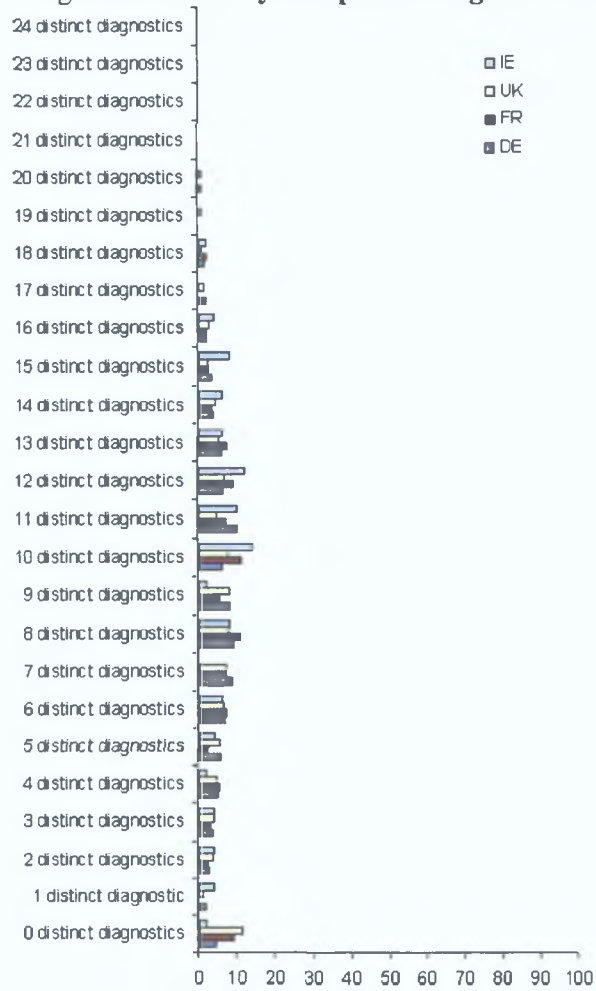 24 distinct diagnostics
23 distinct diagnostics
22 distinct diagnostics
21 distinct diagnostics
20 distinct diagnostics
19 distinct diagnostics
18 distinct diagnostics
17 distinct diagnostics
16 distinct diagnostics
15 distinct diagnostics
14 distinct diagnostics
13 distinct diagnostics
12 distinct diagnostics
11 distinct diagnostics
10 distinct diagnostics
9 distinct diagnostics
8 distinct diagnostics
7 distinct diagnostics
6 distinct diagnostics
5 distinct diagnostics
4 distinct diagnostics
3 distinct diagnostics
2 distinct diagnostics
1 distinct diagnostic
0 distinct diagnostics
IE
UK
FR
DE
0 10 20 30 40 50 60 70 80 90 100